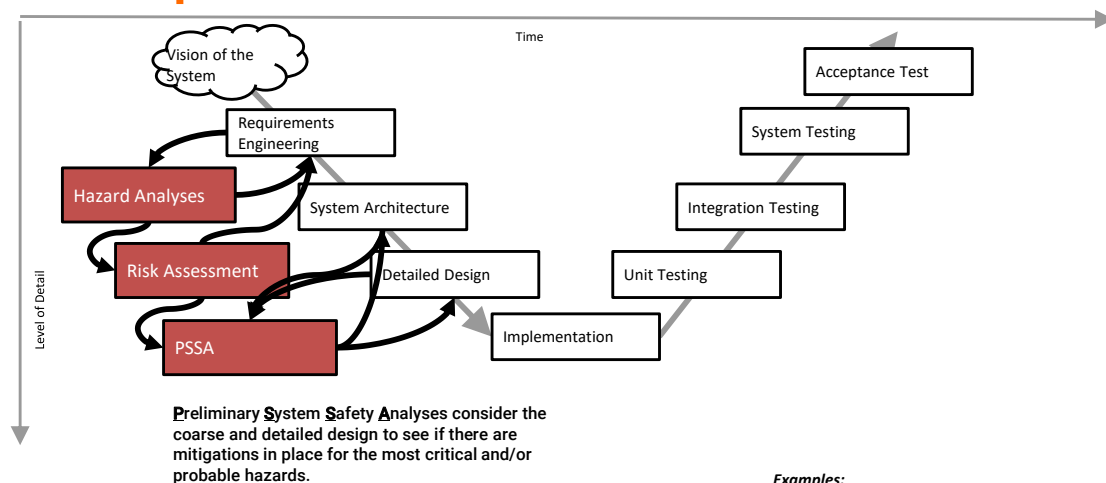 Time
Vision of the
System
Acceptance Test
Requirements
Engineering
System Testing
Hazard Analyses
System Architecture
Integration Testing
Risk Assessment
Detailed Design
Unit Testing
Level of Detail
PSSA
Implementation
Preliminary System Safety Analyses consider the
coarse and detailed design to see if there are
mitigations in place for the most critical and/or
probable hazards.
Examples: